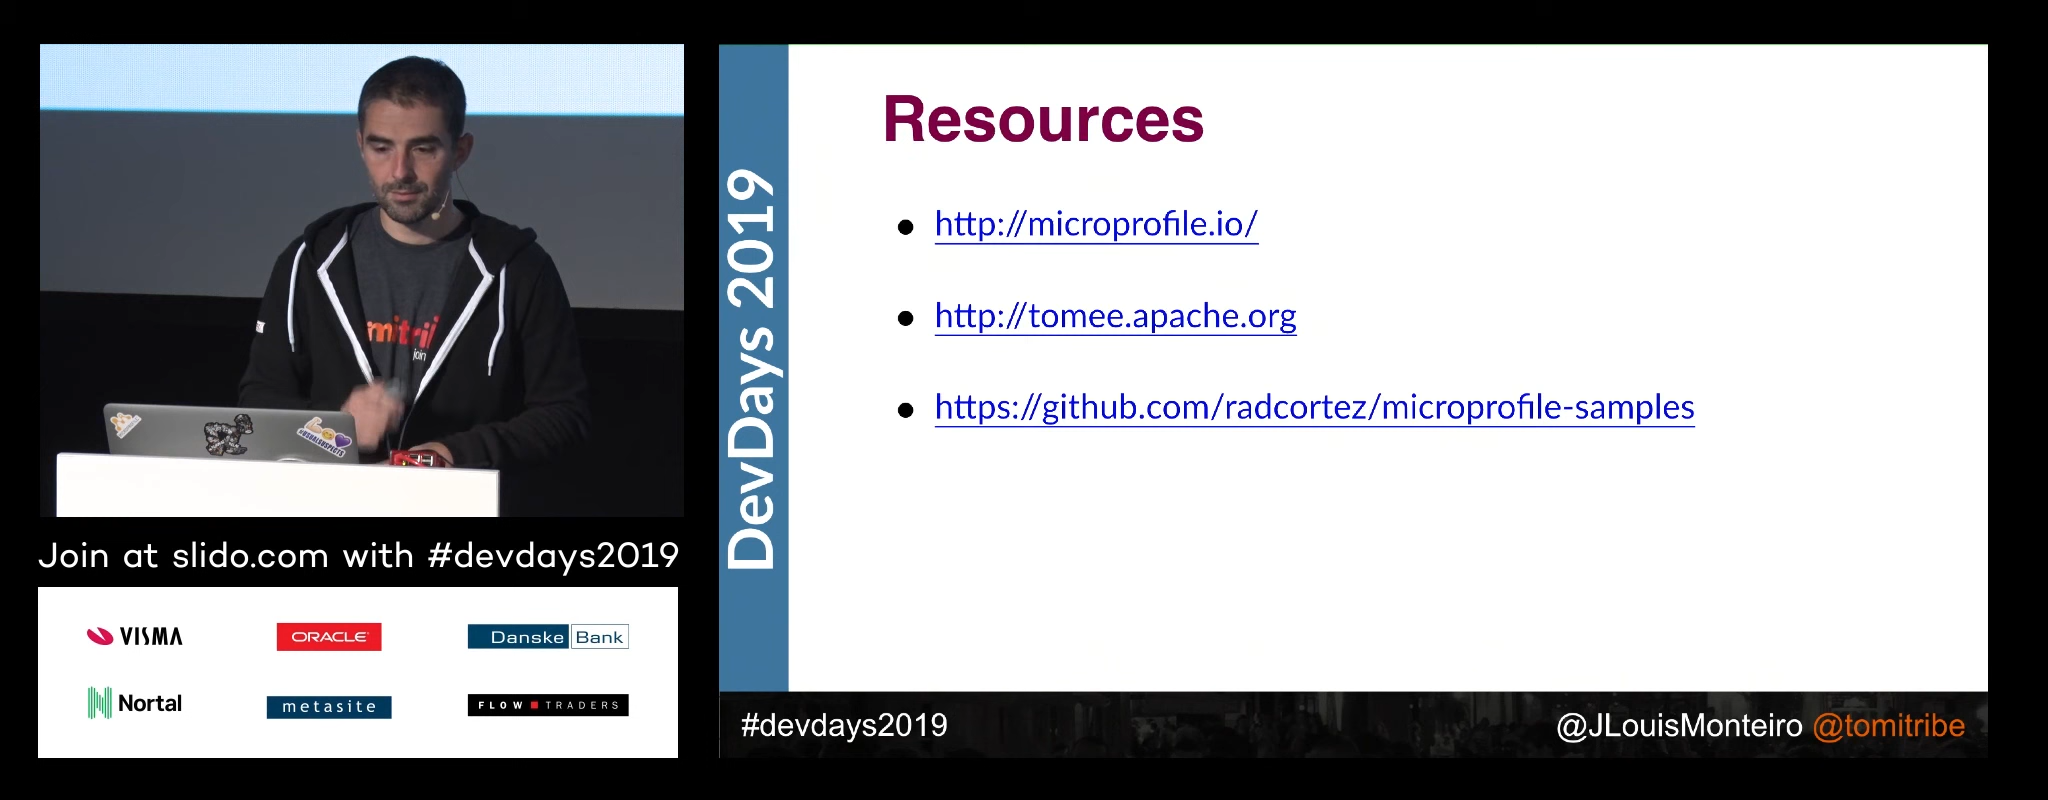 Resources
http://microprofile.io/
http://tomee.apache.org
https://github.com/radcortez/microprofile-samples
DevDays 2019
#devdays2019
@JLouisMonteiro @tomitribe
join
Join at slido.com with #devdays2019
VISMA
ORACLE
Danske Bank
Nortal
metasite
FLOW TRADERS